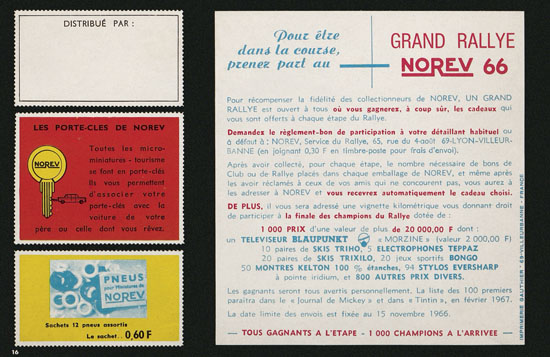 DISTRIBUÉ PAR :
LES PORTE-CLES DE NOREV
NOREV
Toutes les micro-
miniatures - tourisme
se font en porte-clés
Ils vous permettent
d'associer votre
porte-clés avec la
voiture de votre
père ou celle dont vous rêvez.
PNEUS
pour Miniatures de
NOREV
Sachets 12 pneus assortis
Le sachet.. 0,60 F
16
Pour être
dans la course,
prenez part au
GRAND RALLYE
NOREV 66
Pour récompenser la fidélité des collectionneurs de NOREV, UN GRAND
RALLYE est ouvert à tous où vous gagnerez, à coup sûr, les cadeaux qui
vous sont offerts à chaque étape du Rallye.
Demandez le règlement-bon de participation à votre détaillant habituel ou
à défaut à : NOREV, Service du Rallye, 63, rue du 4-août 69-LYON-VILLEUR-
BANNE (en joignant 0,30 F en timbre-poste pour frais d'envoi).
Après avoir collecté, pour chaque étape, le nombre nécessaire de bons
de Club ou de Rallye placés dans chaque emballage de NOREV, et même après
les avoir réclamés à ceux de vos amis qui ne concourent pas, vous aurez à
les adresser à NOREV et vous recevrez automatiquement le cadeau choisi.
DE PLUS, il vous sera adressé une vignette kilométrique vous donnant droit
de participer à la finale des champions du Rallye dotée de :
1 000 PRIX d'une valeur de plus de 20 000,00 F dont :
un TELEVISEUR BLAUPUNKT « MORZINE » (valeur 2 000,00 F)
10 paires de SKIS TRIHO, 5 ELECTROPHONES TEPPAZ
20 paires de SKIS TRIXILO, 20 jeux sportifs BONGO
50 MONTRES KELTON 100 % étanches, 94 STYLOS EVERSHARP
à pointe iridium, et 800 AUTRES PRIX DIVERS.
Les gagnants seront tous avertis personnellement. La liste des 100 premiers
paraîtra dans le « Journal de Mickey » et dans « Tintin », en février 1967.
La date limite des envois est fixée au 15 novembre 1966.
TOUS GAGNANTS A L'ETAPE - 1 000 CHAMPIONS A L'ARRIVEE
IMPRIMERIE GAUTHIER 69-VILLEURBANNE - FRANCE